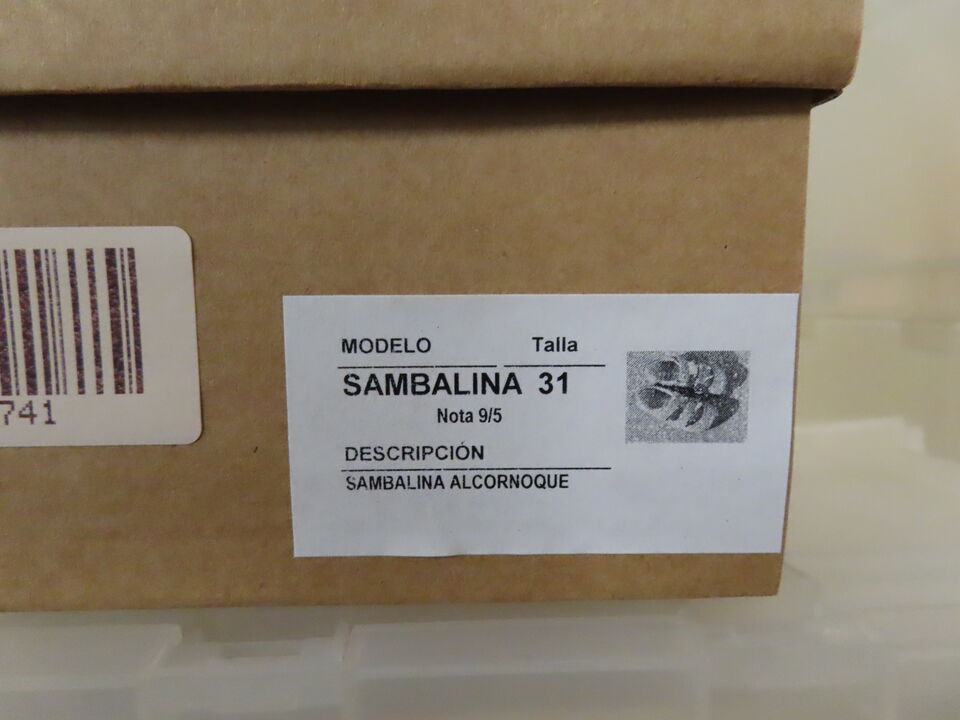 741
MODELO Talla
SAMBALINA 31
Nota 9/5
DESCRIPCIÓN
SAMBALINA ALCORNOQUE